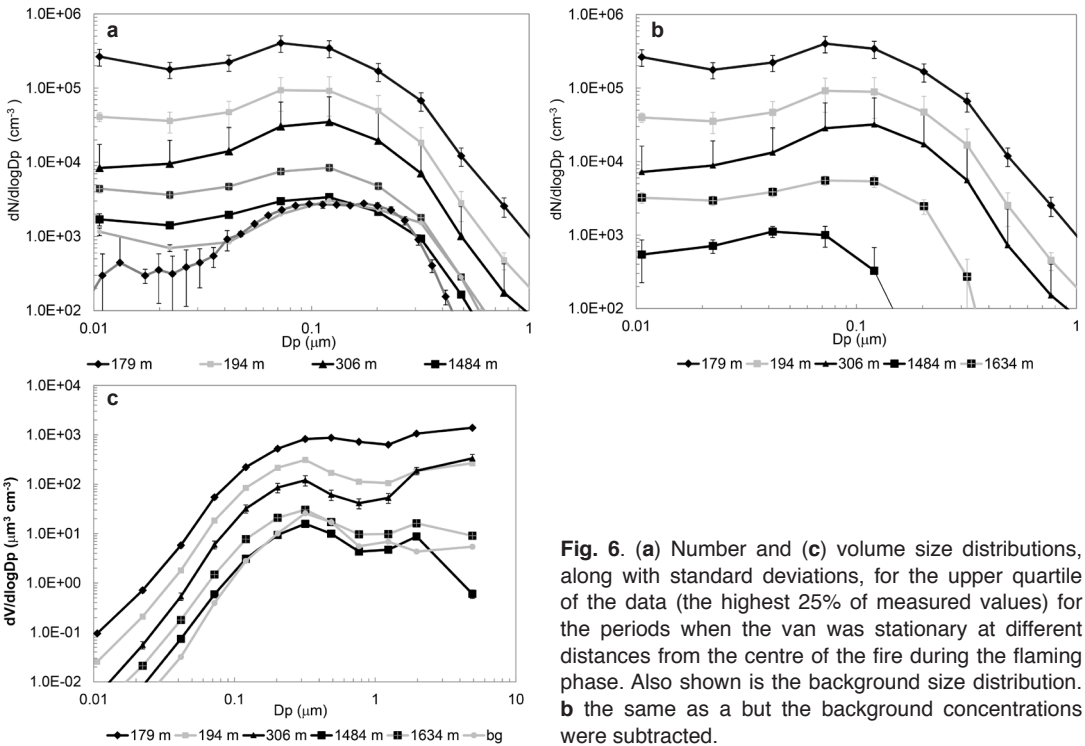 a
1.0E+06
1.0E+05
1.0E+04
1.0E+03
1.0E+02
dN/dlogDp (cm⁻³)
0.01 0.1 1
Dp (μm)
179 m 194 m 306 m 1484 m
b
1.0E+06
1.0E+05
1.0E+04
1.0E+03
1.0E+02
dN/dlogDp (cm⁻³)
0.01 0.1 1
Dp (μm)
179 m 194 m 306 m 1484 m 1634 m
c
1.0E+04
1.0E+03
1.0E+02
1.0E+01
1.0E+00
1.0E-01
1.0E-02
dV/dlogDp (μm³ cm⁻³)
0.01 0.1 1 10
Dp (μm)
179 m 194 m 306 m 1484 m 1634 m bg
Fig. 6. (a) Number and (c) volume size distributions,
along with standard deviations, for the upper quartile
of the data (the highest 25% of measured values) for
the periods when the van was stationary at different
distances from the centre of the fire during the flaming
phase. Also shown is the background size distribution.
b the same as a but the background concentrations
were subtracted.